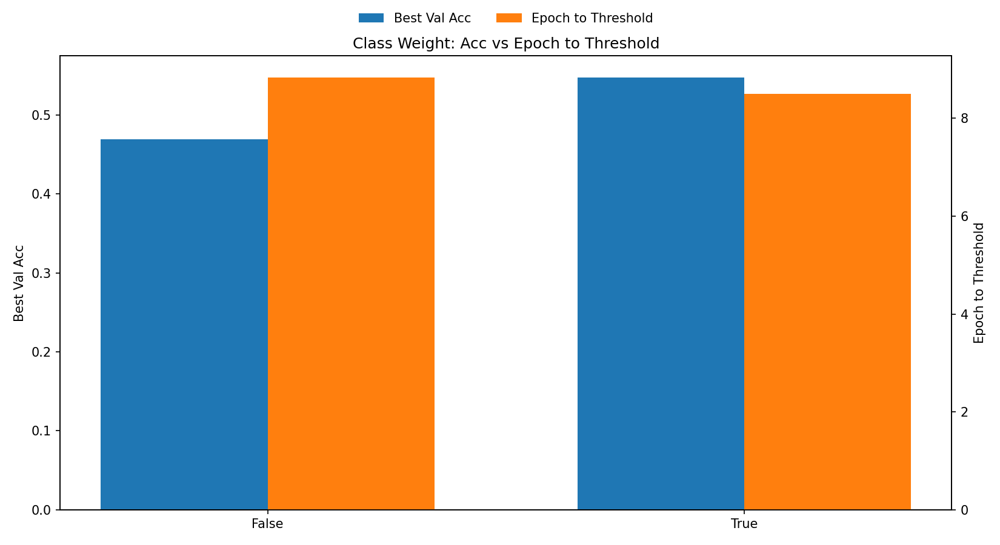 Best Val Acc Epoch to Threshold
Class Weight: Acc vs Epoch to Threshold
Best Val Acc
0.5
0.4
0.3
0.2
0.1
0.0
8
6
4
2
0
Epoch to Threshold
False True